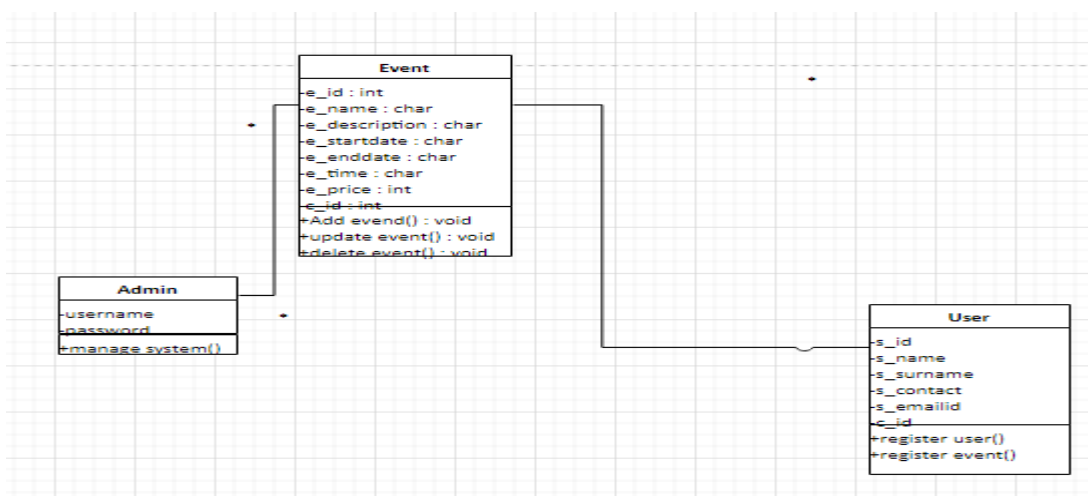 Event
-e_id : int
-e_name : char
-e_description : char
-e_startdate : char
-e_enddate : char
-e_time : char
-e_price : int
-c_id : int
+Add evend() : void
+update event() : void
+delete event() : void
*
*
Admin
-username
-password
+manage system()
*
User
-s_id
-s_name
-s_surname
-s_contact
-s_emailid
-c_id
+register user()
+register event()